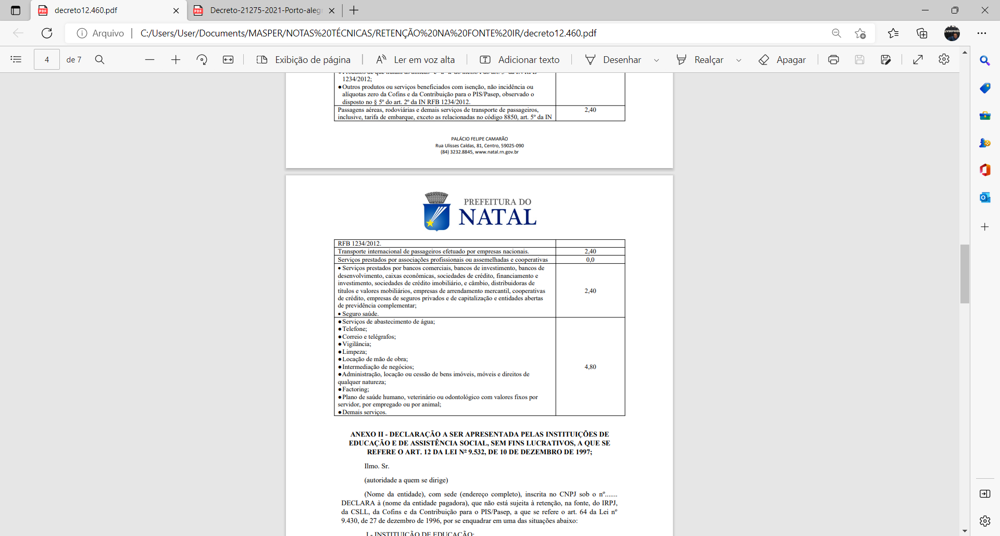 decreto12.460.pdf
Decreto-21275-2021-Porto-aleg
Arquivo
C:/Users/User/Documents/MASPER/NOTAS%20TÉCNICAS/RETENÇÃO%20NA%20FONTE%20IR/decreto12.460.pdf
4 de 7
Exibição de página
Ler em voz alta
Adicionar texto
Desenhar
Realçar
Apagar
1234/2012;
●Outros produtos ou serviços beneficiados com isenção, não incidência ou
alíquotas zero da Cofins e da Contribuição para o PIS/Pasep, observado o
disposto no § 5º do art. 2º da IN RFB 1234/2012.
Passagens aéreas, rodoviárias e demais serviços de transporte de passageiros, 2,40
inclusive, tarifa de embarque, exceto as relacionadas no código 8850, art. 5º da IN
PALÁCIO FELIPE CAMARÃO
Rua Ulisses Caldas, 81, Centro, 59025-090
(84) 3232.8845, www.natal.rn.gov.br
PREFEITURA DO
NATAL
RFB 1234/2012.
Transporte internacional de passageiros efetuado por empresas nacionais. 2,40
Serviços prestados por associações profissionais ou assemelhadas e cooperativas 0,0
● Serviços prestados por bancos comerciais, bancos de investimento, bancos de
desenvolvimento, caixas econômicas, sociedades de crédito, financiamento e
investimento, sociedades de crédito imobiliário, e câmbio, distribuidoras de
títulos e valores mobiliários, empresas de arrendamento mercantil, cooperativas 2,40
de crédito, empresas de seguros privados e de capitalização e entidades abertas
de previdência complementar;
● Seguro saúde.
●Serviços de abastecimento de água;
●Telefone;
●Correio e telégrafos;
●Vigilância;
●Limpeza;
●Locação de mão de obra;
●Intermediação de negócios; 4,80
●Administração, locação ou cessão de bens imóveis, móveis e direitos de
qualquer natureza;
●Factoring;
●Plano de saúde humano, veterinário ou odontológico com valores fixos por
servidor, por empregado ou por animal;
●Demais serviços.
ANEXO II - DECLARAÇÃO A SER APRESENTADA PELAS INSTITUIÇÕES DE
EDUCAÇÃO E DE ASSISTÊNCIA SOCIAL, SEM FINS LUCRATIVOS, A QUE SE
REFERE O ART. 12 DA LEI Nº 9.532, DE 10 DE DEZEMBRO DE 1997;
Ilmo. Sr.
(autoridade a quem se dirige)
(Nome da entidade), com sede (endereço completo), inscrita no CNPJ sob o nº.......
DECLARA à (nome da entidade pagadora), que não está sujeita à retenção, na fonte, do IRPJ,
da CSLL, da Cofins e da Contribuição para o PIS/Pasep, a que se refere o art. 64 da Lei nº
9.430, de 27 de dezembro de 1996, por se enquadrar em uma das situações abaixo:
I - INSTITUIÇÃO DE EDUCAÇÃO: